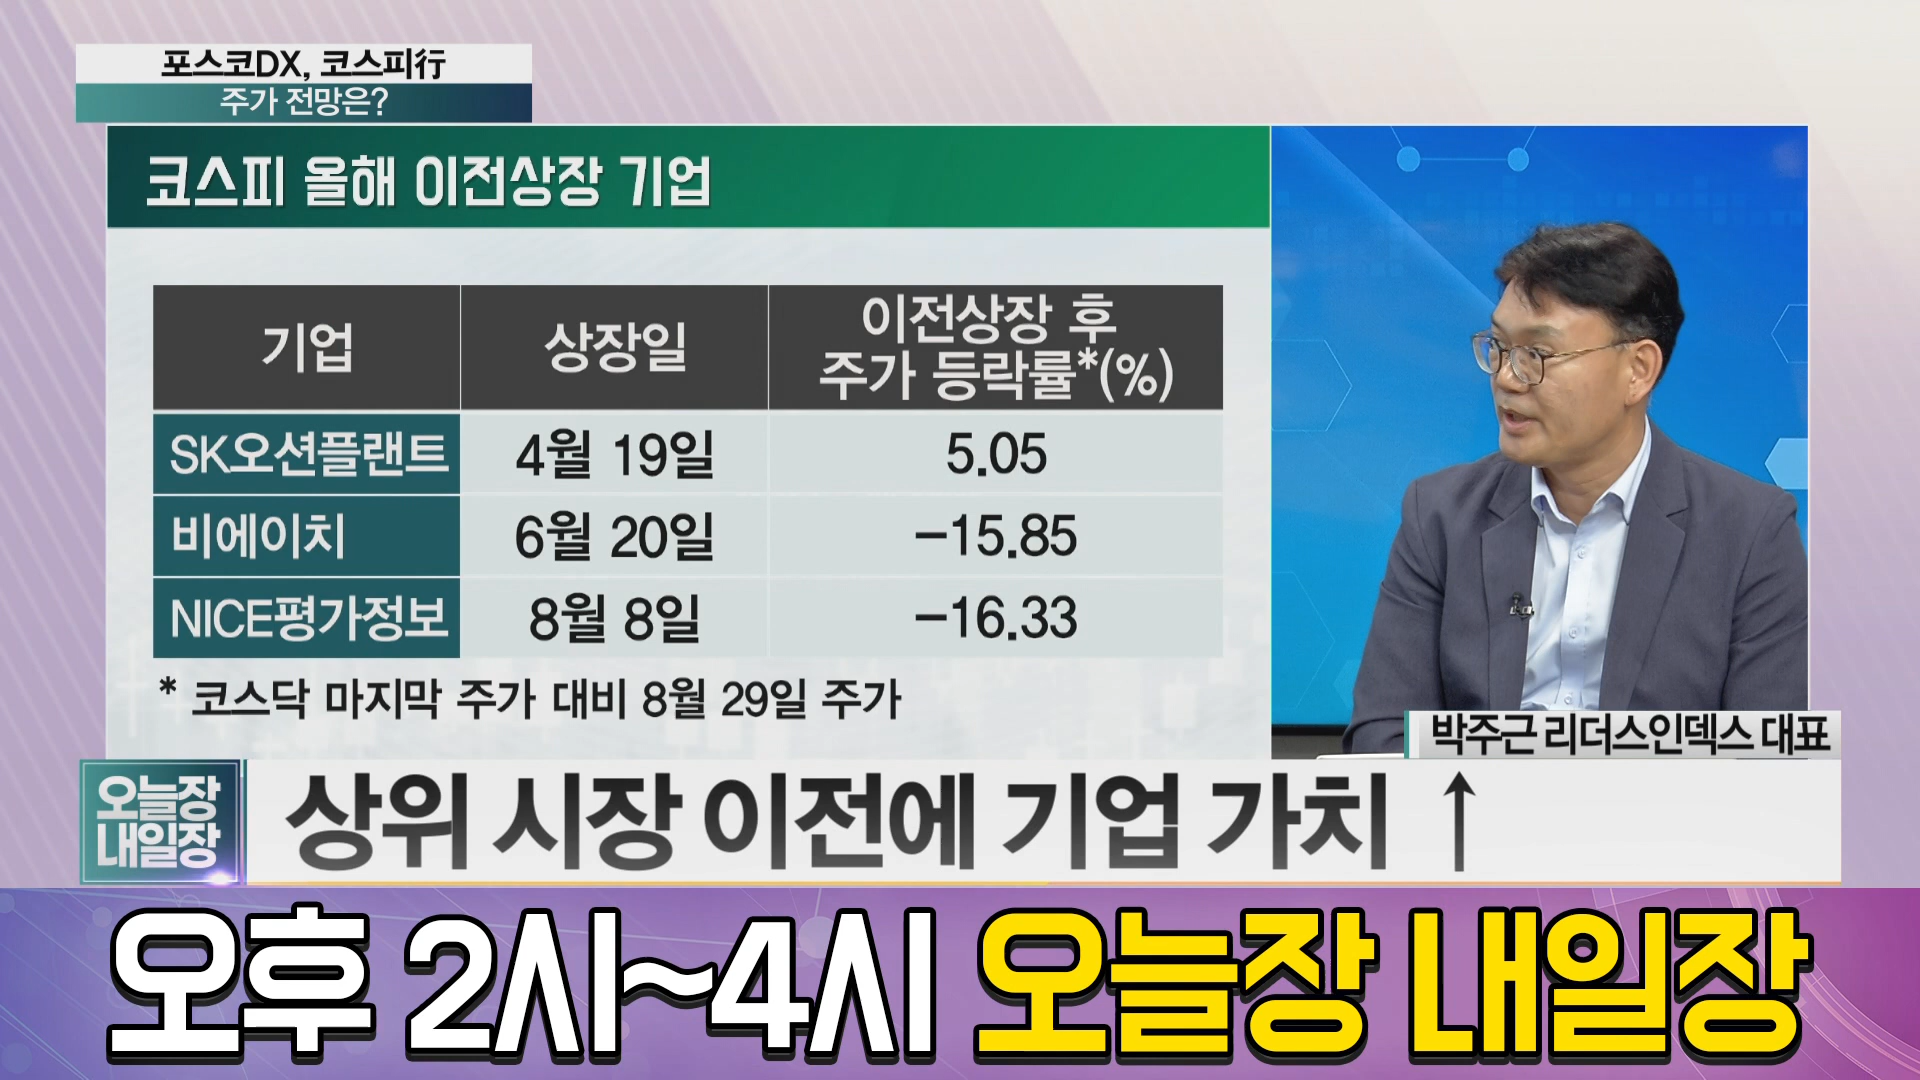 포스코DX, 코스피行
주가 전망은?
코스피 올해 이전상장 기업
기업 상장일 이전상장 후 주가 등락률*(%)
SK오션플랜트 4월 19일 5.05
비에이치 6월 20일 -15.85
NICE평가정보 8월 8일 -16.33
* 코스닥 마지막 주가 대비 8월 29일 주가
박주근 리더스인덱스 대표
오늘장
내일장
상위 시장 이전에 기업 가치 ↑
오후 2시~4시 오늘장 내일장